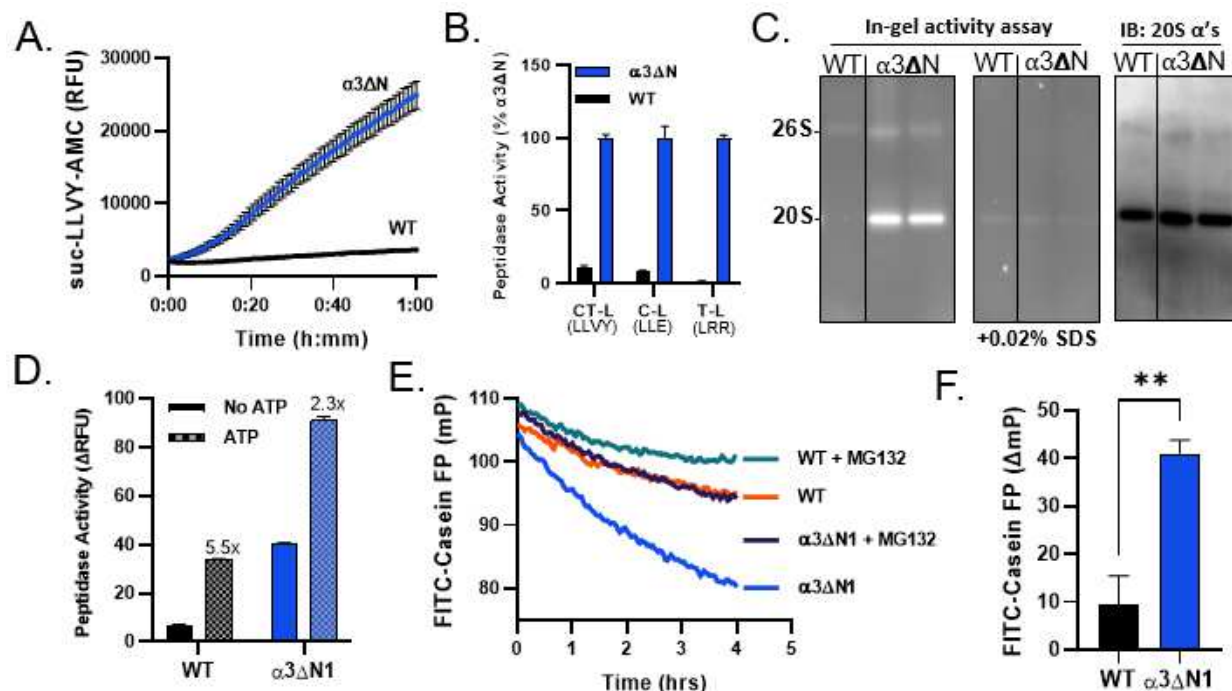 A.
suc-LLVY-AMC (RFU)
30000
20000
10000
0
α3ΔN
WT
0:00 0:20 0:40 1:00
Time (h:mm)
B.
Peptidase Activity (% α3ΔN)
150
100
50
0
α3ΔN
WT
CT-L C-L T-L
(LLVY) (LLE) (LRR)
C.
In-gel activity assay
IB: 20S α's
WT α3ΔN WT α3ΔN WT α3ΔN
26S-
20S-
+0.02% SDS
D.
Peptidase Activity (ΔRFU)
100
80
60
40
20
0
No ATP
ATP
5.5x
2.3x
WT α3ΔN1
E.
FITC-Casein FP (mP)
110
100
90
80
WT + MG132
WT
α3ΔN1 + MG132
α3ΔN1
0 1 2 3 4 5
Time (hrs)
F.
FITC-Casein FP (ΔmP)
50
40
30
20
10
0
**
WT α3ΔN1